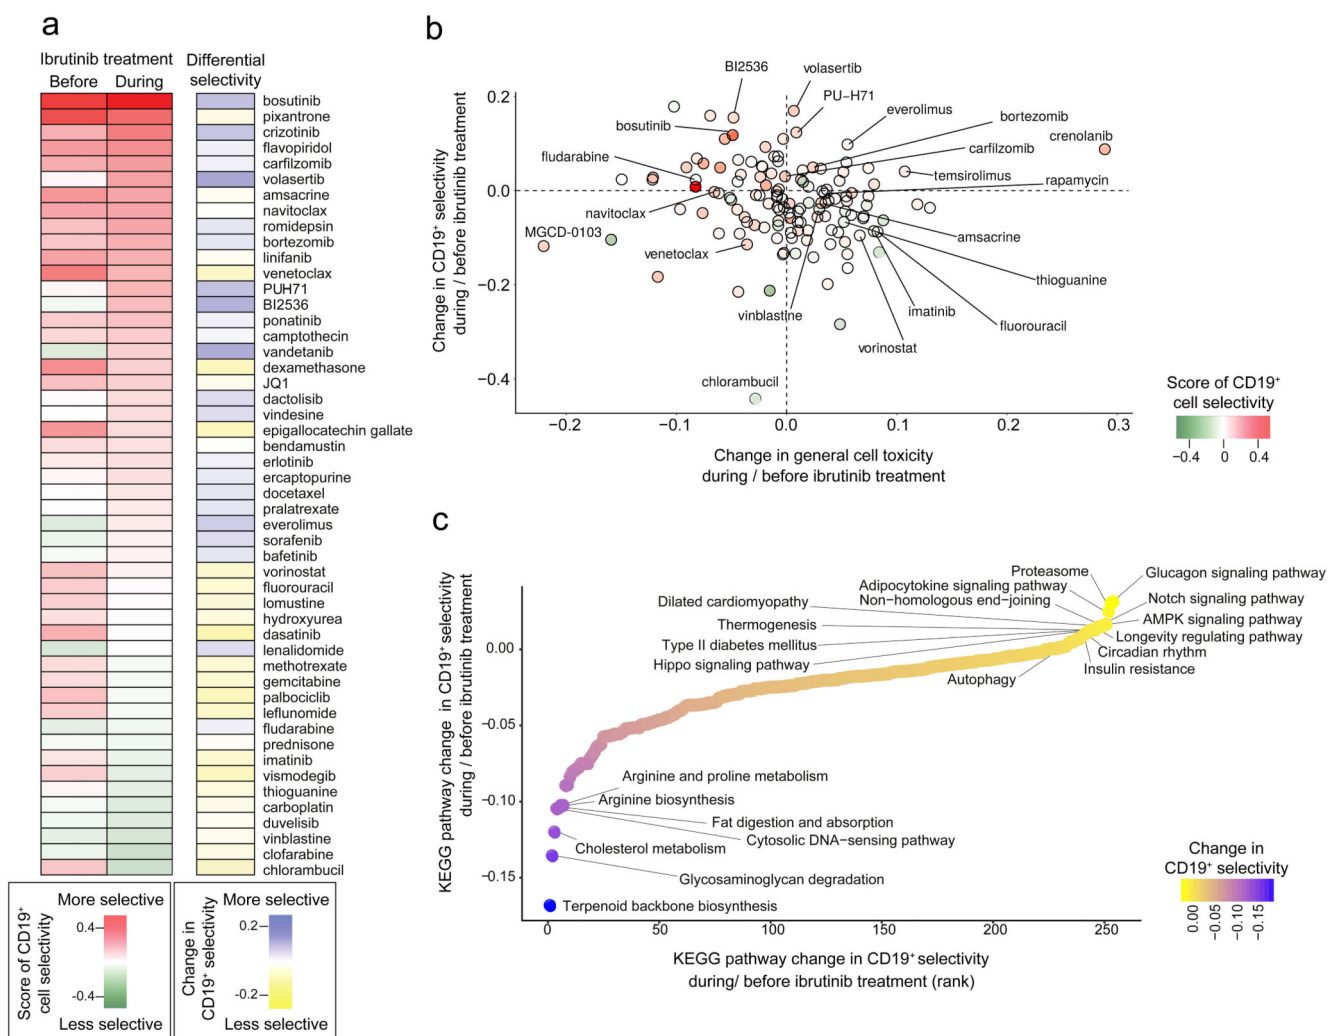 a
Ibrutinib treatment
Before
During
Differential
selectivity
bosutinib
pixantrone
crizotinib
flavopiridol
carfilzomib
volasertib
amsacrine
navitoclax
romidepsin
bortezomib
linifanib
venetoclax
PUH71
BI2536
ponatinib
camptothecin
vandetanib
dexamethasone
JQ1
dactolisib
vindesine
epigallocatechin gallate
bendamustin
erlotinib
ercaptopurine
docetaxel
pralatrexate
everolimus
sorafenib
bafetinib
vorinostat
fluorouracil
lomustine
hydroxyurea
dasatinib
lenalidomide
methotrexate
gemcitabine
palbociclib
leflunomide
fludarabine
prednisone
imatinib
vismodegib
thioguanine
carboplatin
duvelisib
vinblastine
clofarabine
chlorambucil
More selective
Score of CD19⁺
cell selectivity
0.4
-0.4
Less selective
More selective
Change in
CD19⁺ selectivity
0.2
-0.2
Less selective
b
Change in CD19⁺ selectivity
during / before ibrutinib treatment
0.2
0.0
−0.2
−0.4
BI2536
volasertib
PU−H71
everolimus
bortezomib
bosutinib
crenolanib
carfilzomib
fludarabine
temsirolimus
rapamycin
navitoclax
MGCD-0103
amsacrine
venetoclax
thioguanine
vinblastine
imatinib
fluorouracil
vorinostat
chlorambucil
−0.2
−0.1
0.0
0.1
0.2
0.3
Change in general cell toxicity
during / before ibrutinib treatment
Score of CD19⁺
cell selectivity
−0.4
0
0.4
c
KEGG pathway change in CD19⁺ selectivity
during / before ibrutinib treatment
0.00
−0.05
−0.10
−0.15
Proteasome
Glucagon signaling pathway
Adipocytokine signaling pathway
Dilated cardiomyopathy
Non−homologous end−joining
Notch signaling pathway
Thermogenesis
AMPK signaling pathway
Type II diabetes mellitus
Longevity regulating pathway
Hippo signaling pathway
Circadian rhythm
Autophagy
Insulin resistance
Arginine and proline metabolism
Arginine biosynthesis
Fat digestion and absorption
Cytosolic DNA−sensing pathway
Cholesterol metabolism
Glycosaminoglycan degradation
Terpenoid backbone biosynthesis
0
50
100
150
200
250
KEGG pathway change in CD19⁺ selectivity
during/ before ibrutinib treatment (rank)
Change in
CD19⁺ selectivity
0.00
−0.05
−0.10
−0.15